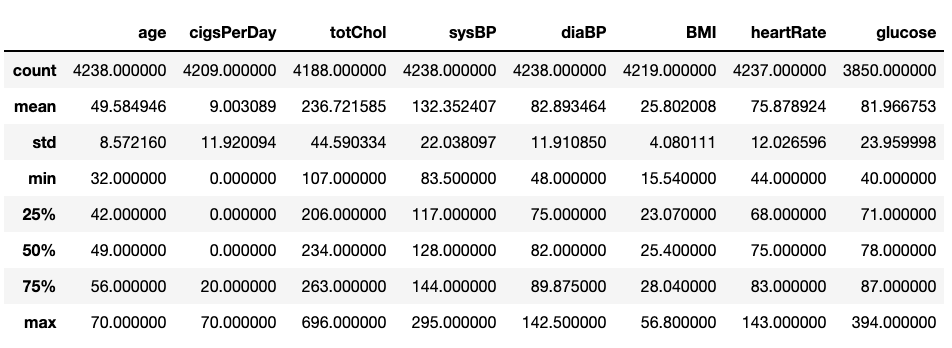 age cigsPerDay totChol sysBP diaBP BMI heartRate glucose
count 4238.000000 4209.000000 4188.000000 4238.000000 4238.000000 4219.000000 4237.000000 3850.000000
mean 49.584946 9.003089 236.721585 132.352407 82.893464 25.802008 75.878924 81.966753
std 8.572160 11.920094 44.590334 22.038097 11.910850 4.080111 12.026596 23.959998
min 32.000000 0.000000 107.000000 83.500000 48.000000 15.540000 44.000000 40.000000
25% 42.000000 0.000000 206.000000 117.000000 75.000000 23.070000 68.000000 71.000000
50% 49.000000 0.000000 234.000000 128.000000 82.000000 25.400000 75.000000 78.000000
75% 56.000000 20.000000 263.000000 144.000000 89.875000 28.040000 83.000000 87.000000
max 70.000000 70.000000 696.000000 295.000000 142.500000 56.800000 143.000000 394.000000